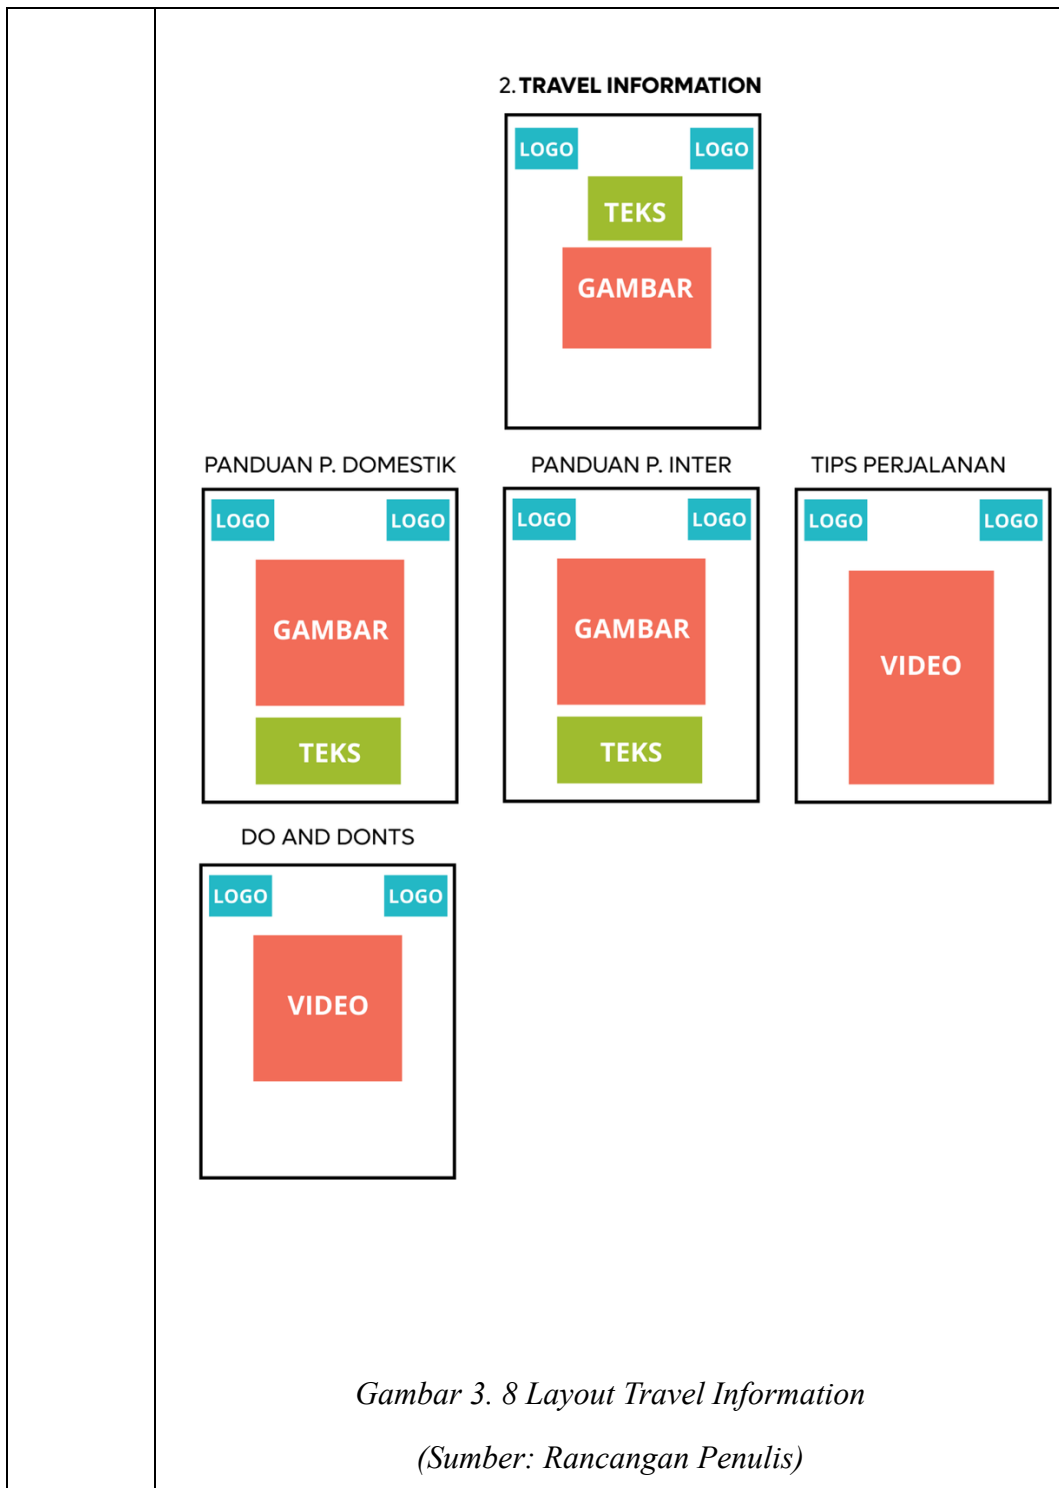 2. TRAVEL INFORMATION
LOGO LOGO
TEKS
GAMBAR
PANDUAN P. DOMESTIK PANDUAN P. INTER TIPS PERJALANAN
LOGO LOGO LOGO LOGO LOGO LOGO
GAMBAR GAMBAR VIDEO
TEKS TEKS
DO AND DONTS
LOGO LOGO
VIDEO
Gambar 3. 8 Layout Travel Information
(Sumber: Rancangan Penulis)